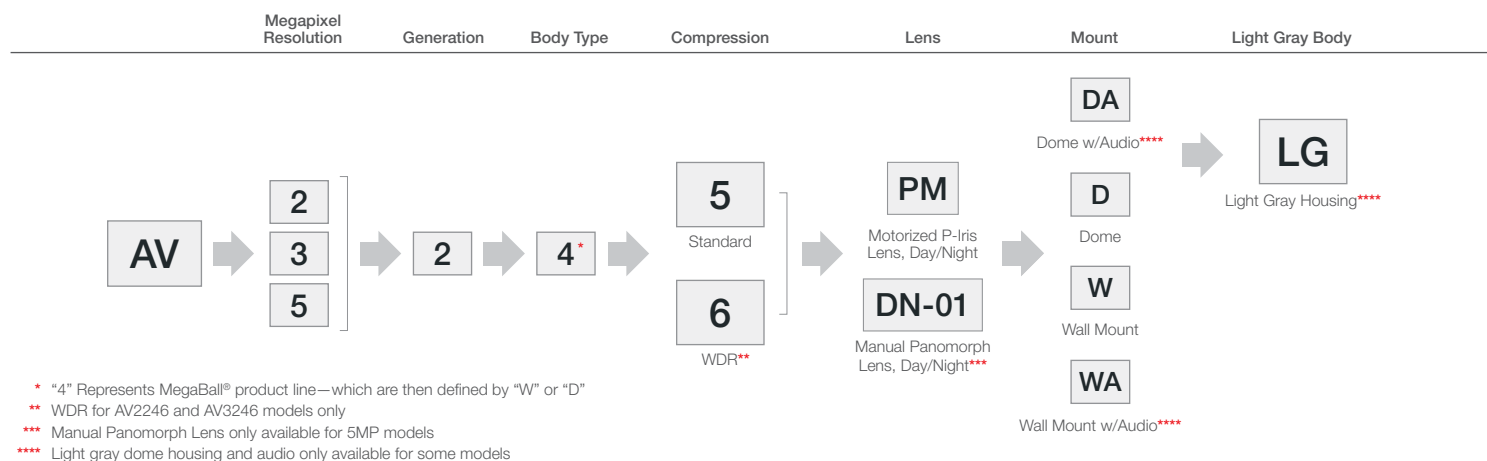 Megapixel
Resolution
Generation
Body Type
Compression
Lens
Mount
Light Gray Body
AV
2
3
5
2
4*
5
Standard
6
WDR**
PM
Motorized P-Iris
Lens, Day/Night
DN-01
Manual Panomorph
Lens, Day/Night***
DA
Dome w/Audio****
D
Dome
W
Wall Mount
WA
Wall Mount w/Audio****
LG
Light Gray Housing****
* “4” Represents MegaBall® product line—which are then defined by “W” or “D”
** WDR for AV2246 and AV3246 models only
*** Manual Panomorph Lens only available for 5MP models
**** Light gray dome housing and audio only available for some models